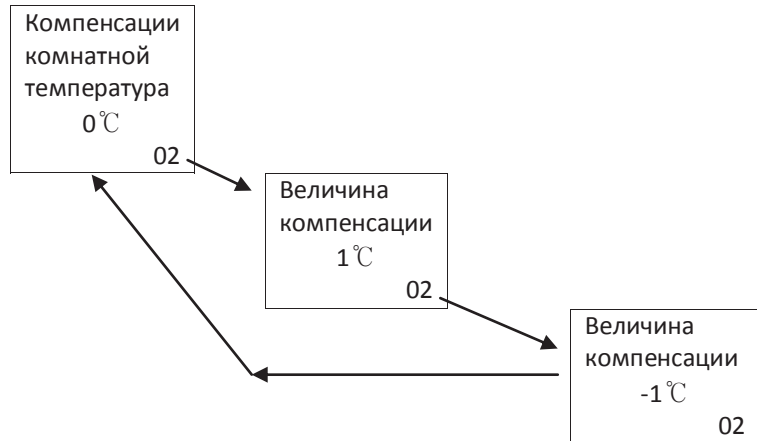 Компенсации
комнатной
температура
0℃
02
Величина
компенсации
1℃
02
Величина
компенсации
-1℃
02